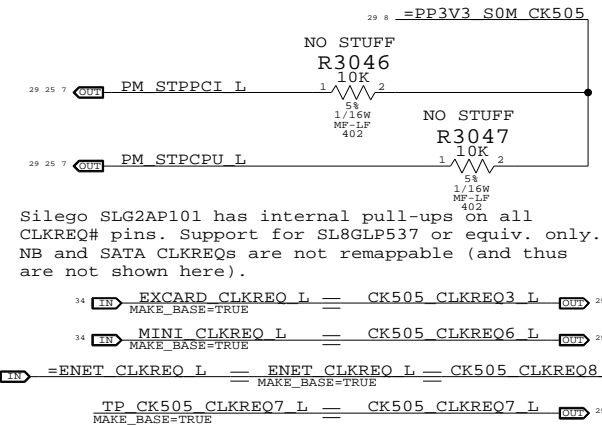 29 8 =PP3V3_S0M_CK505
NO STUFF
R3046
10K
29 25 7 OUT PM_STPPCI_L 1 2
5%
1/16W
MF-LF
402
NO STUFF
R3047
10K
29 25 7 OUT PM_STPCPU_L 1 2
5%
1/16W
MF-LF
402
Silego SLG2AP101 has internal pull-ups on all
CLKREQ# pins. Support for SL8GLP537 or equiv. only.
NB and SATA CLKREQs are not remappable (and thus
are not shown here).
34 IN EXCARD_CLKREQ_L CK505_CLKREQ3_L OUT
MAKE_BASE=TRUE
34 IN MINI_CLKREQ_L CK505_CLKREQ6_L OUT
MAKE_BASE=TRUE
IN =ENET_CLKREQ_L ENET_CLKREQ_L CK505_CLKREQ8
MAKE_BASE=TRUE
TP_CK505_CLKREQ7_L CK505_CLKREQ7_L OUT
MAKE_BASE=TRUE